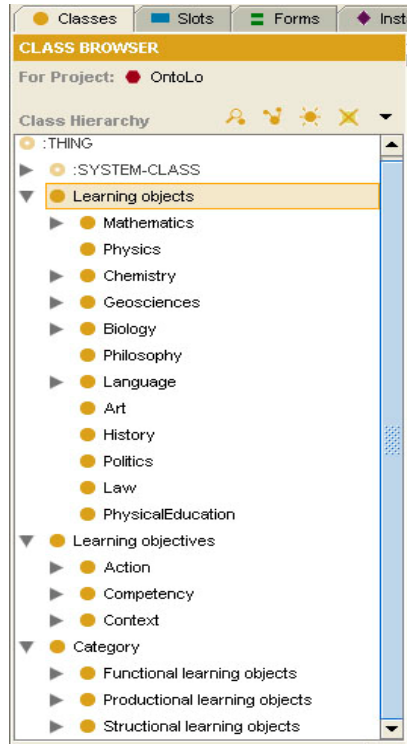 Classes Slots Forms Inst
CLASS BROWSER
For Project: OntoLo
Class Hierarchy
:THING
:SYSTEM-CLASS
Learning objects
Mathematics
Physics
Chemistry
Geosciences
Biology
Philosophy
Language
Art
History
Politics
Law
PhysicalEducation
Learning objectives
Action
Competency
Context
Category
Functional learning objects
Productional learning objects
Structional learning objects